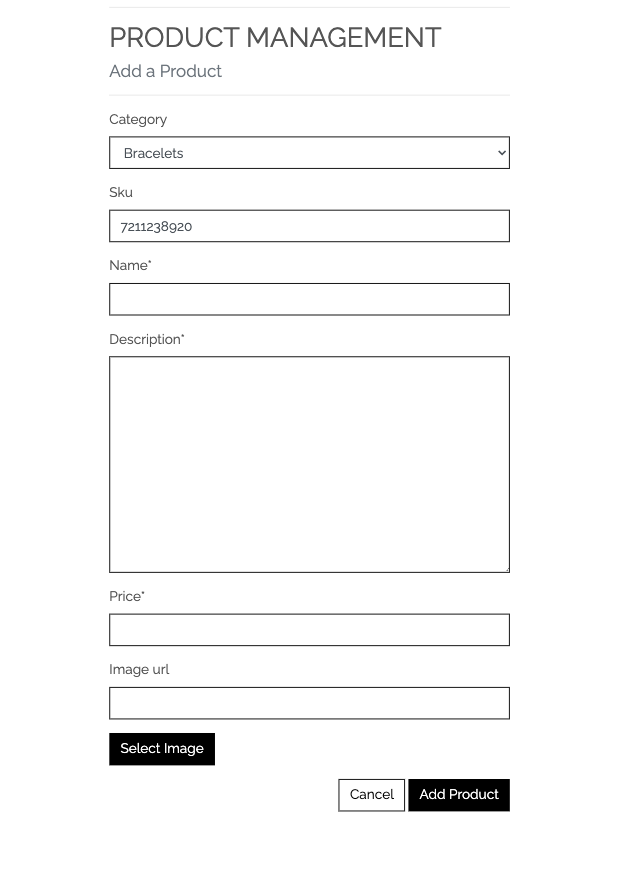 PRODUCT MANAGEMENT
Add a Product
Category
Bracelets
Sku
7211238920
Name*
Description*
Price*
Image url
Select Image
Cancel Add Product